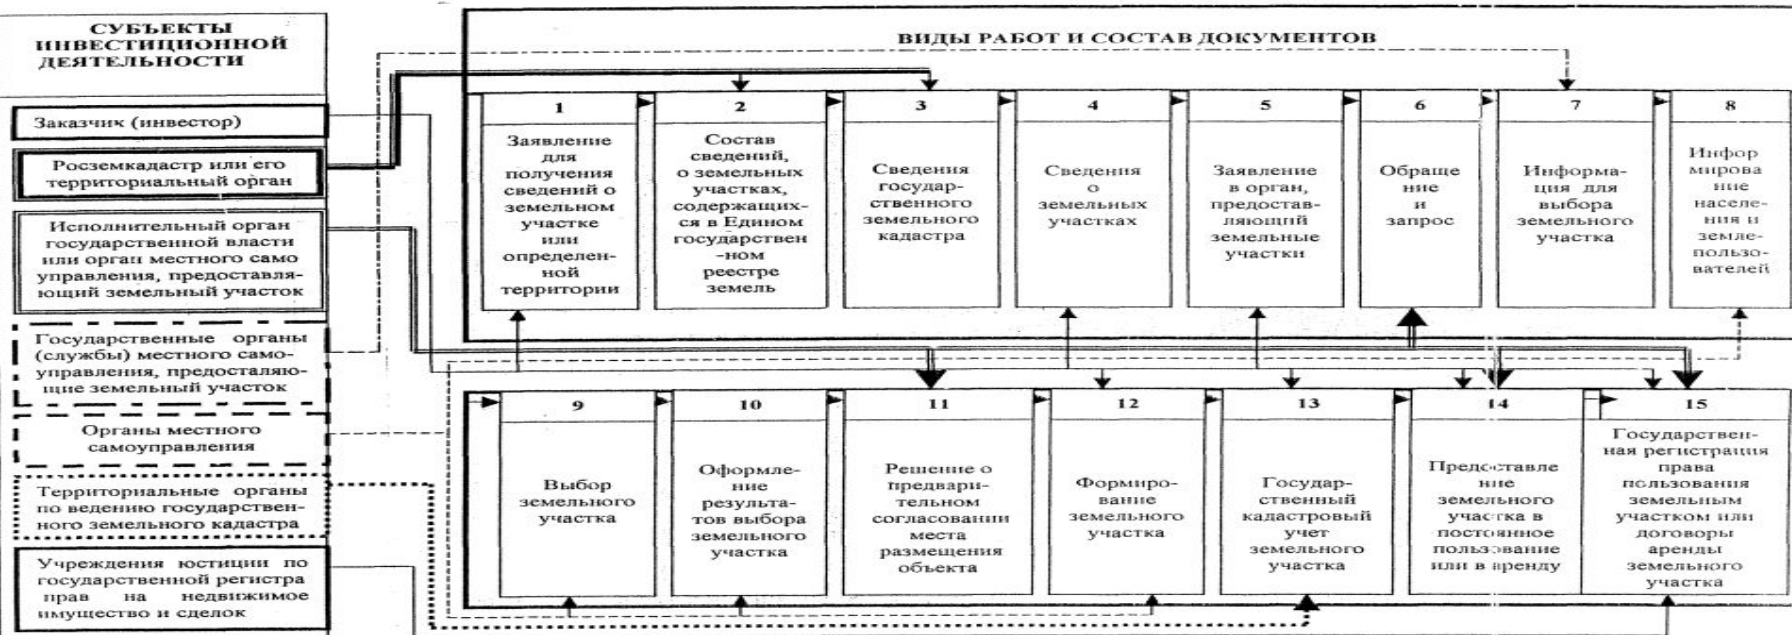 СУБЪЕКТЫ
ИНВЕСТИЦИОННОЙ
ДЕЯТЕЛЬНОСТИ
Заказчик (инвестор)
Росземкадастр или его
территориальный орган
Исполнительный орган
государственной власти
или орган местного само
управления, предоставля-
ющий земельный участок
Государственные органы
(службы) местного само-
управления, предосталяю-
щие земельный участок
Органы местного
самоуправления
Территориальные органы
по ведению государствен-
ного земельного кадастра
Учреждения юстиции по
государственной регистра
прав на недвижимое
имущество и сделок
ВИДЫ РАБОТ И СОСТАВ ДОКУМЕНТОВ
1
Заявление
для
получения
сведений о
земельном
участке
или
определен-
ной
территории
2
Состав
сведений,
о земельных
участках,
содержащих-
ся в Едином
государствен
-ном
реестре
земель
3
Сведения
государ-
ственного
земельного
кадастра
4
Сведения
о
земельных
участках
5
Заявление
в орган,
предостав-
ляющий
земельные
участки
6
Обраще
ние
и
запрос
7
Информа-
ция для
выбора
земельного
участка
8
Инфор
мирова
ние
населе-
ния и
земле-
пользо-
вателей
9
Выбор
земельного
участка
10
Оформле-
ние
результа-
тов выбора
земельного
участка
11
Решение о
предвари-
тельном
согласовании
места
размещения
объекта
12
Формиро-
вание
земельного
участка
13
Государ-
ственный
кадастровый
учет
земельного
участка
14
Предоставле
ние
земельного
участка в
постоянное
пользование
или в аренду
15
Государствен-
ная регистрация
права
пользования
земельным
участком или
договоры
аренды
земельного
участка